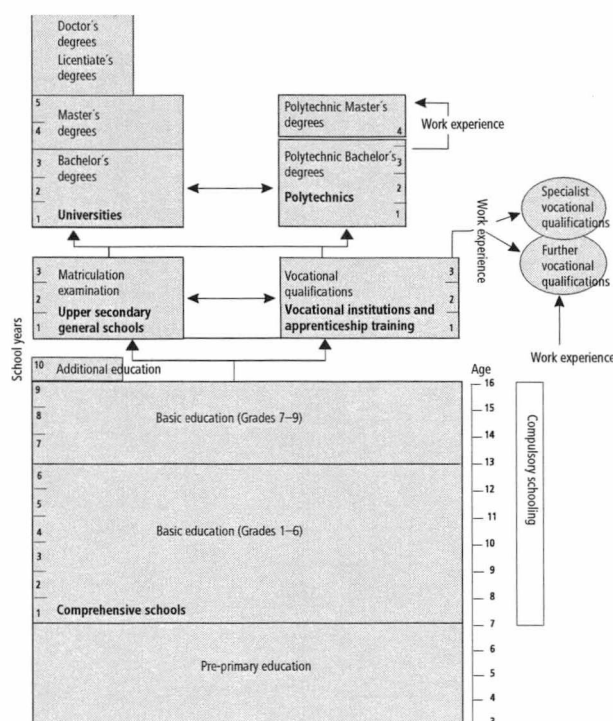 Doctor´s
degrees
Licentiate´s
degrees
5
4
Master´s
degrees
3
2
1
Bachelor´s
degrees
Universities
Polytechnic Master´s
degrees
4
Work experience
Polytechnic Bachelor´s
degrees
3
Polytechnics
2
1
Work experience
Specialist
vocational
qualifications
Further
vocational
qualifications
Work experience
School years
3
2
1
Matriculation
examination
Upper secondary
general schools
Vocational
qualifications
Vocational institutions and
apprenticeship training
3
2
1
10 Additional education
9
8
7
Basic education (Grades 7–9)
6
5
4
3
2
1
Basic education (Grades 1–6)
Comprehensive schools
Pre-primary education
Age
16
15
14
13
12
11
10
9
8
7
6
5
4
3
Compulsory schooling